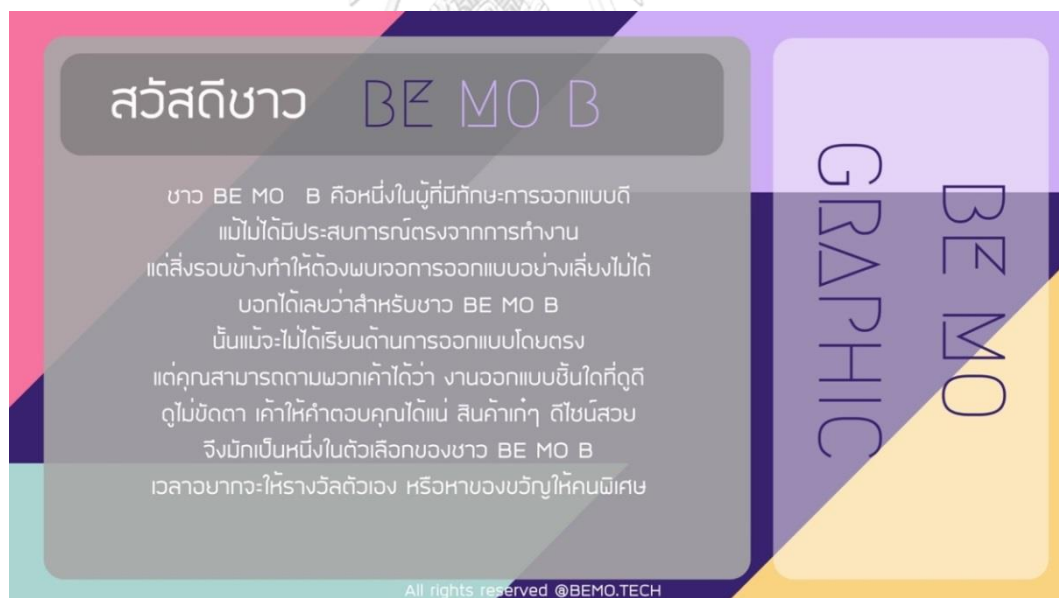 สวัสดีชาว BE MO B
ชาว BE MO B คือหนึ่งในผู้ที่มีทักษะการออกแบบดี
แม้ไม่ได้มีประสบการณ์ตรงจากการทำงาน
แต่สิ่งรอบข้างทำให้ต้องพบเจอการออกแบบอย่างเลี่ยงไม่ได้
บอกได้เลยว่าสำหรับชาว BE MO B
นั้นแม้จะไม่ได้เรียนด้านการออกแบบโดยตรง
แต่คุณสามารถถามพวกเค้าได้ว่า งานออกแบบชิ้นใดที่ดูดี
ดูไม่ขัดตา เค้าให้คำตอบคุณได้แน่ สินค้าเก๋ๆ ดีไซน์สวย
จึงมักเป็นหนึ่งในตัวเลือกของชาว BE MO B
เวลาอยากจะให้รางวัลตัวเอง หรือหาของขวัญให้คนพิเศษ
BE MO
GRAPHIC
All rights reserved @BEMO.TECH